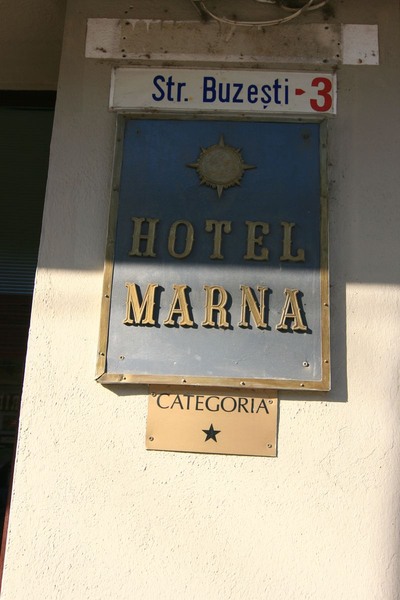 Str. Buzești 3
HOTEL
MARNA
CATEGORIA